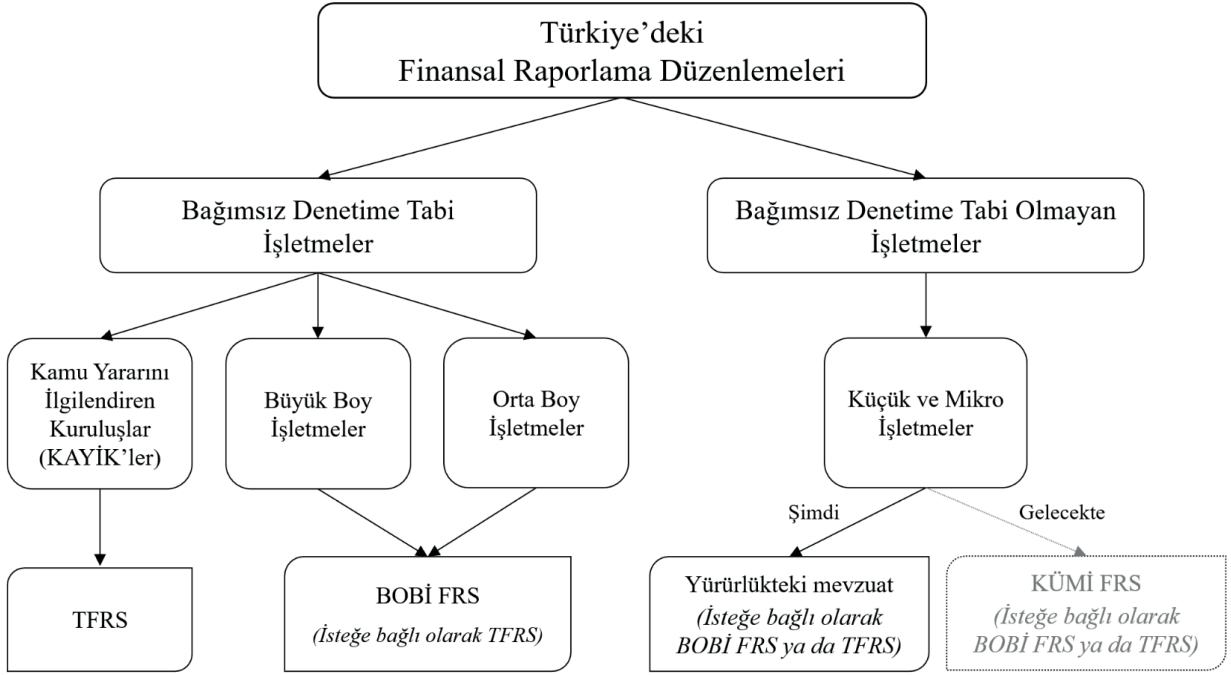 Türkiye’deki
Finansal Raporlama Düzenlemeleri
Bağımsız Denetime Tabi
İşletmeler
Bağımsız Denetime Tabi Olmayan
İşletmeler
Kamu Yararını
İlgilendiren
Kuruluşlar
(KAYİK’ler)
Büyük Boy
İşletmeler
Orta Boy
İşletmeler
Küçük ve Mikro
İşletmeler
Şimdi
Gelecekte
TFRS
BOBİ FRS
(İsteğe bağlı olarak TFRS)
Yürürlükteki mevzuat
(İsteğe bağlı olarak
BOBİ FRS ya da TFRS)
KÜMİ FRS
(İsteğe bağlı olarak
BOBİ FRS ya da TFRS)